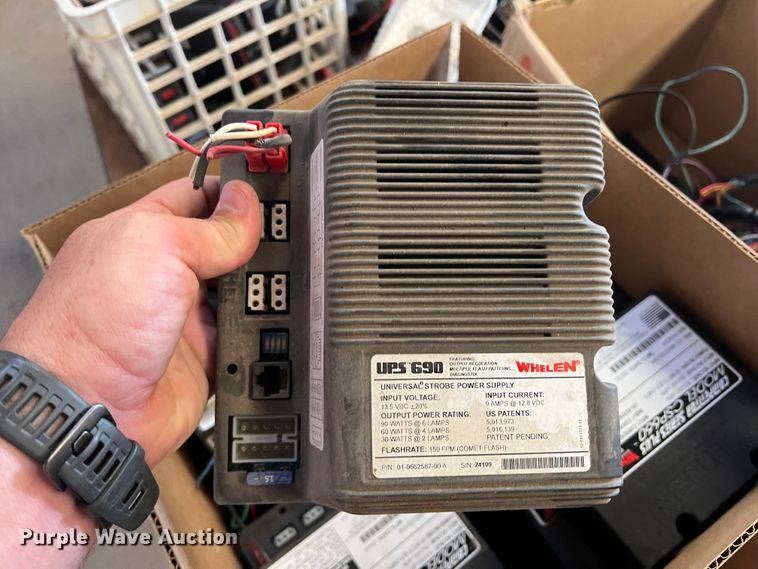 UPS™690
FEATURING:
OUTPUT REGULATION
MULTIPLE FLASH PATTERNS
DIAGNOSTIX
WHELEN®
UNIVERSAL® STROBE POWER SUPPLY
INPUT VOLTAGE:
13.5 VDC ±20%
INPUT CURRENT:
9 AMPS @ 12.8 VDC
OUTPUT POWER RATING:
90 WATTS @ 6 LAMPS
60 WATTS @ 4 LAMPS
30 WATTS @ 2 LAMPS
US PATENTS:
5,013,973
5,016,139
PATENT PENDING
FLASHRATE: 150 FPM (COMET FLASH)
P/N: 01-0662587-00 A
S/N: 24109
MODEL
Purple Wave Auction